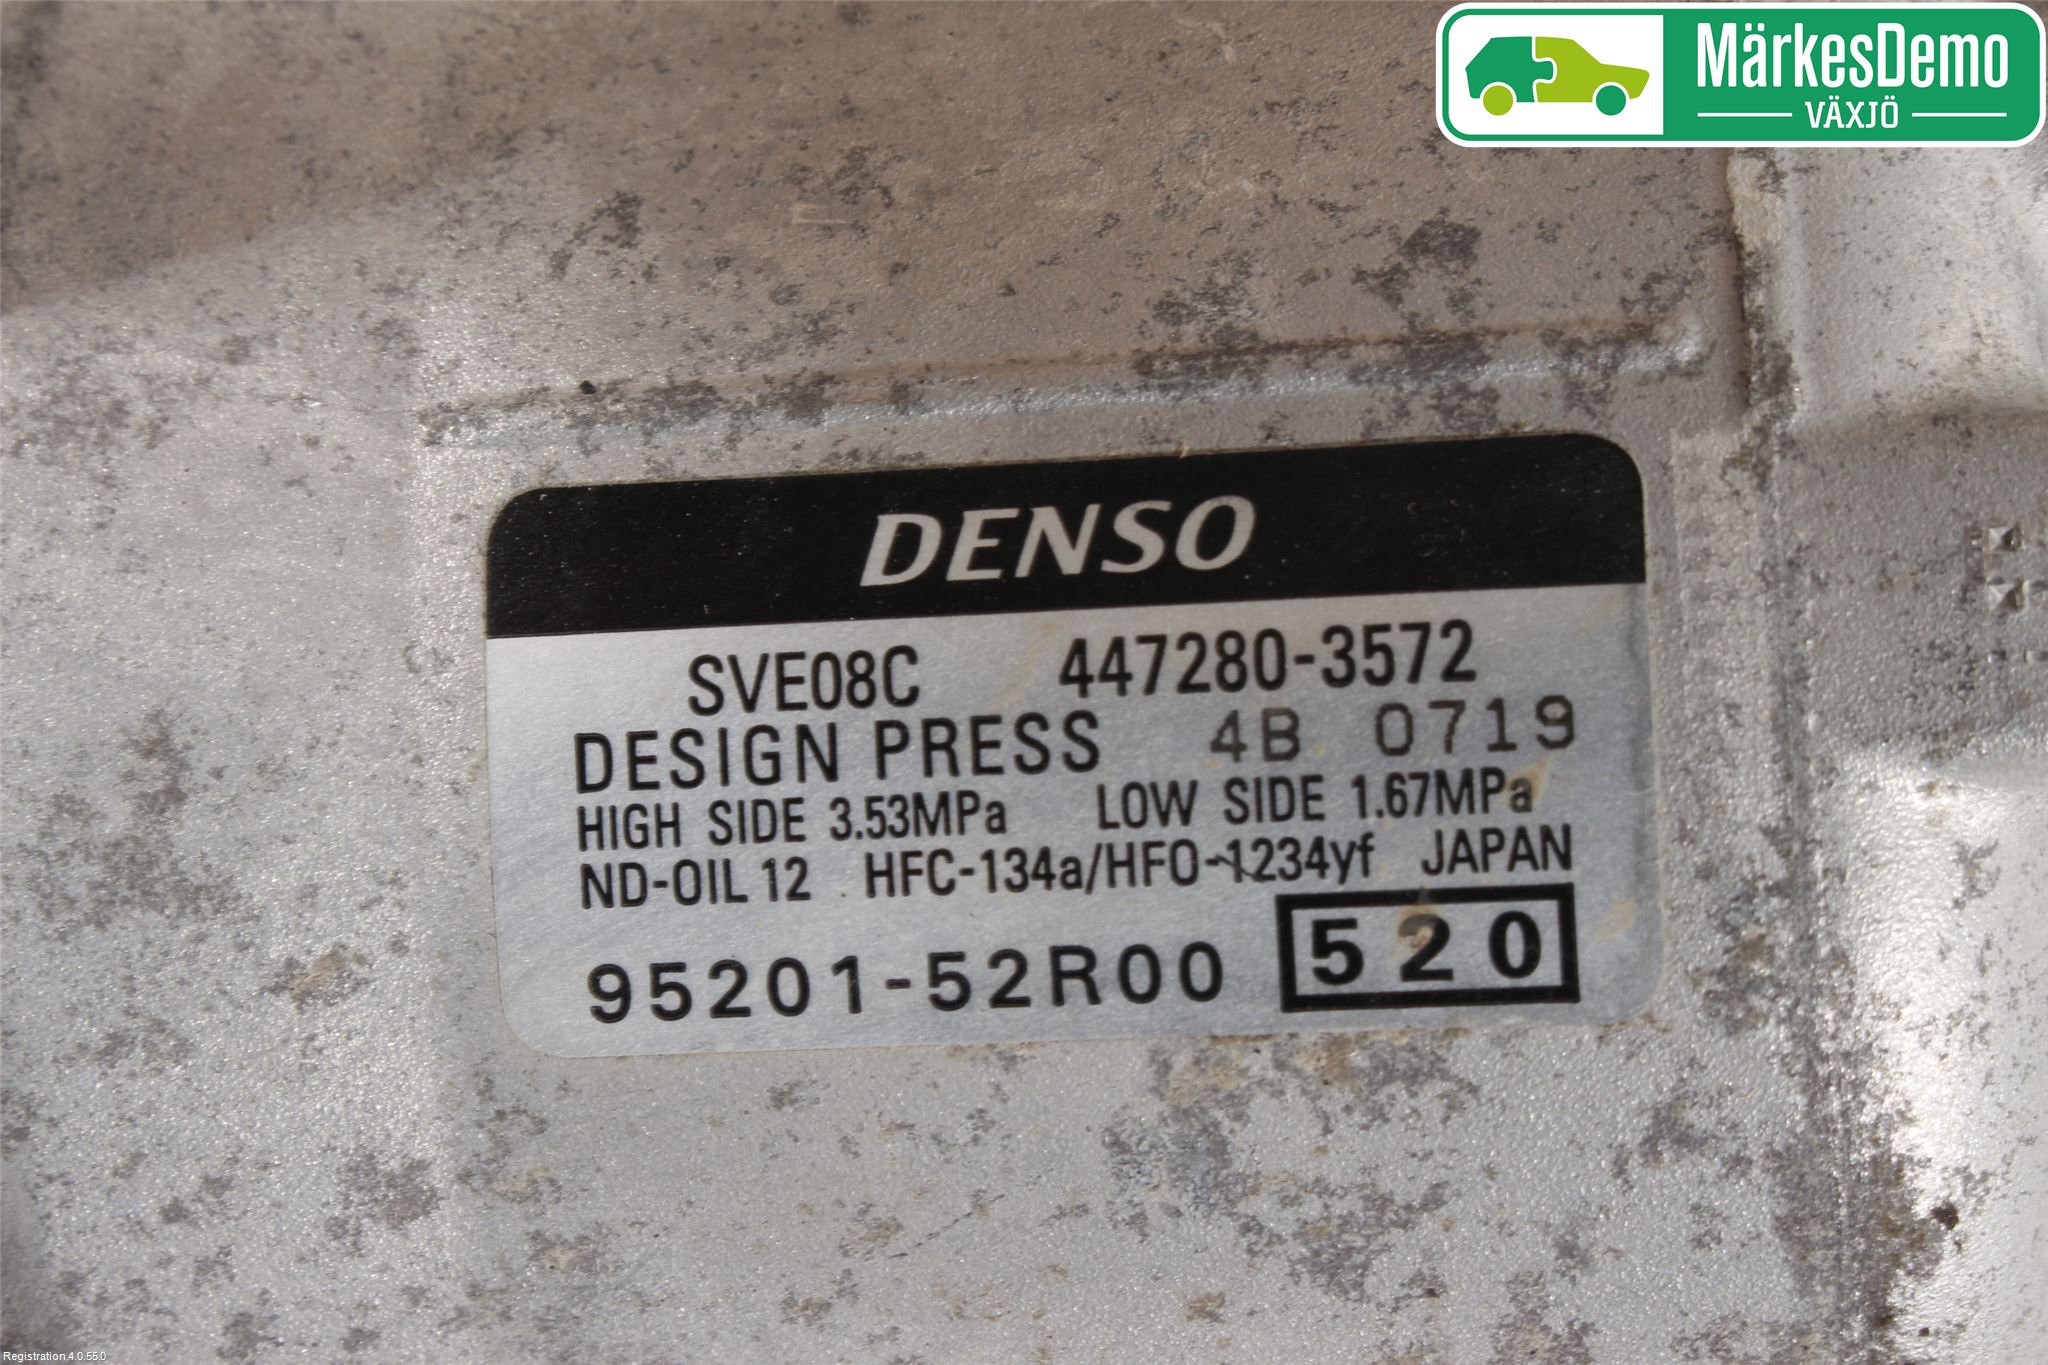 MärkesDemo
VÄXJÖ
DENSO
SVE08C 447280-3572
DESIGN PRESS 4B 0719
HIGH SIDE 3.53MPa LOW SIDE 1.67MPa
ND-OIL 12 HFC-134a/HFO-1234yf JAPAN
95201-52R00 520
Registration 4.0.55.0